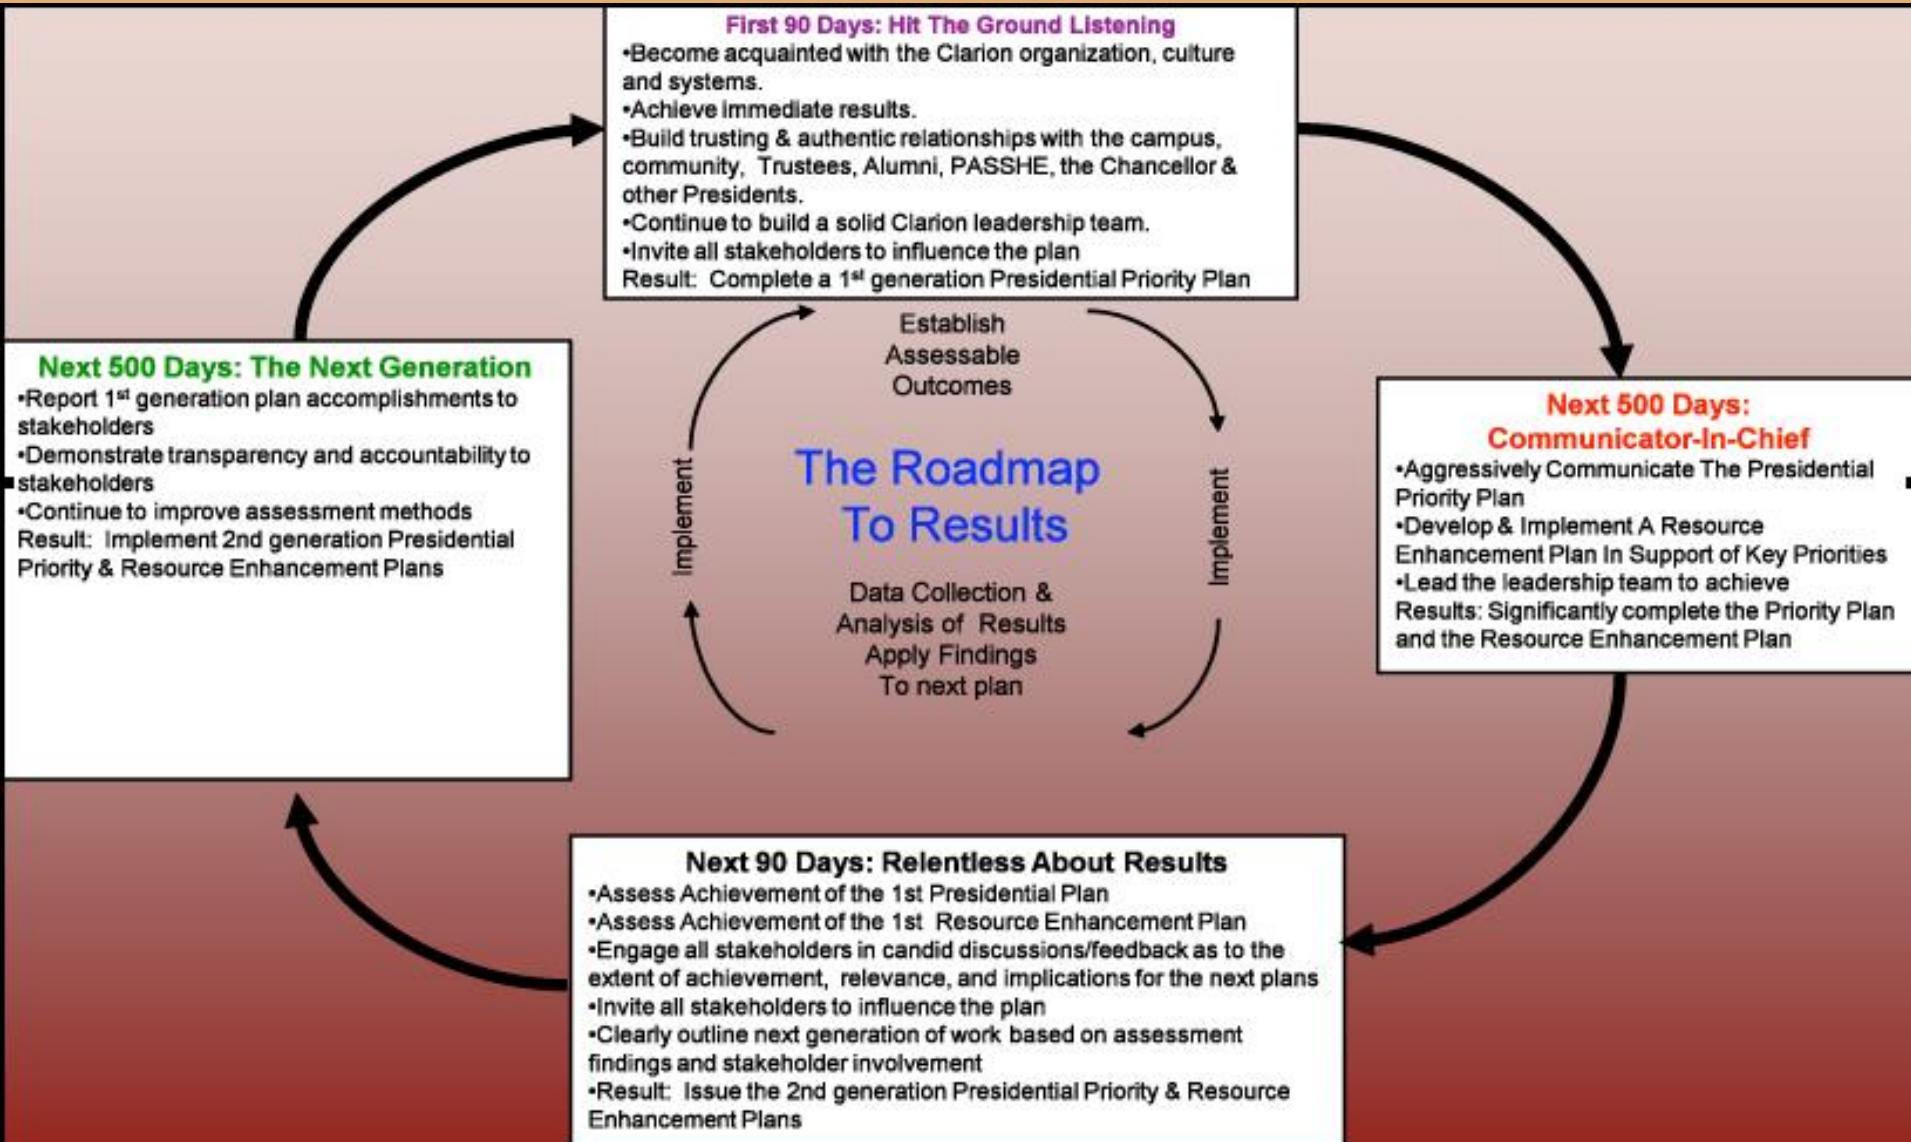 First 90 Days: Hit The Ground Listening
•Become acquainted with the Clarion organization, culture
and systems.
•Achieve immediate results.
•Build trusting & authentic relationships with the campus,
community, Trustees, Alumni, PASSHE, the Chancellor &
other Presidents.
•Continue to build a solid Clarion leadership team.
•Invite all stakeholders to influence the plan
Result: Complete a 1st generation Presidential Priority Plan
Next 500 Days:
Communicator-In-Chief
•Aggressively Communicate The Presidential
Priority Plan
•Develop & Implement A Resource
Enhancement Plan In Support of Key Priorities
•Lead the leadership team to achieve
Results: Significantly complete the Priority Plan
and the Resource Enhancement Plan
Next 90 Days: Relentless About Results
•Assess Achievement of the 1st Presidential Plan
•Assess Achievement of the 1st Resource Enhancement Plan
•Engage all stakeholders in candid discussions/feedback as to the
extent of achievement, relevance, and implications for the next plans
•Invite all stakeholders to influence the plan
•Clearly outline next generation of work based on assessment
findings and stakeholder involvement
•Result: Issue the 2nd generation Presidential Priority & Resource
Enhancement Plans
Next 500 Days: The Next Generation
•Report 1st generation plan accomplishments to
stakeholders
•Demonstrate transparency and accountability to
stakeholders
•Continue to improve assessment methods
Result: Implement 2nd generation Presidential
Priority & Resource Enhancement Plans
Establish
Assessable
Outcomes
Implement
The Roadmap
To Results
Implement
Data Collection &
Analysis of Results
Apply Findings
To next plan